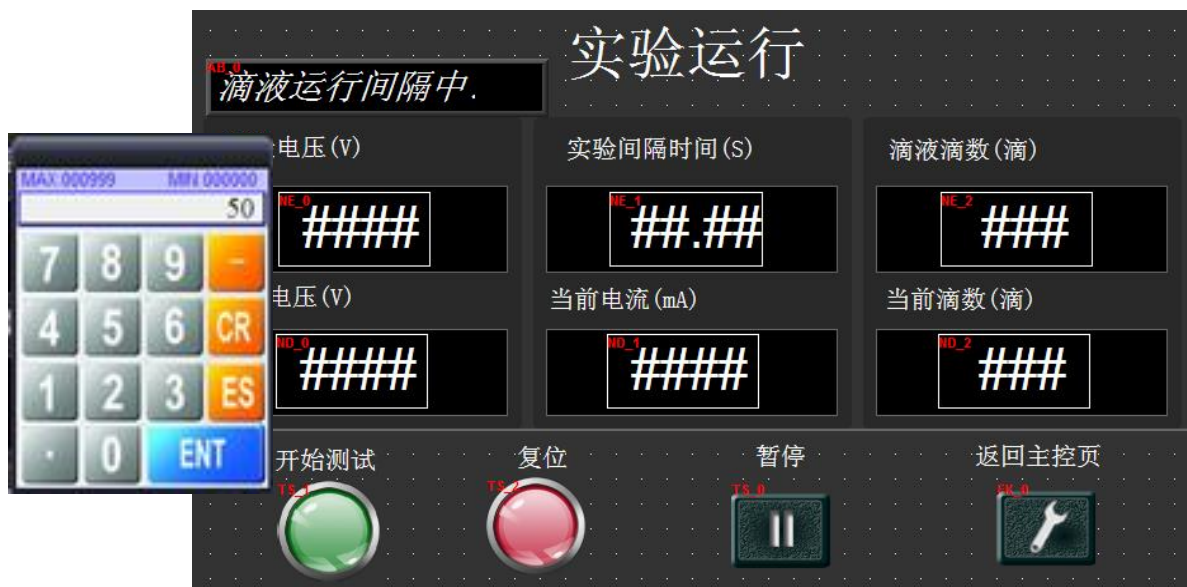 实验运行
AB_0
滴液运行间隔中.
电压(V)
实验间隔时间(S)
滴液滴数(滴)
MAX 000999 MIN 000000
50
NE_0
####
NE_1
##.##
NE_2
###
7 8 9 -
电压(V)
当前电流(mA)
当前滴数(滴)
4 5 6 CR
ND_0
####
ND_1
####
ND_2
###
1 2 3 ES
. 0 ENT
开始测试
复位
暂停
返回主控页
TS_1
TS_2
TS_0
FK_0